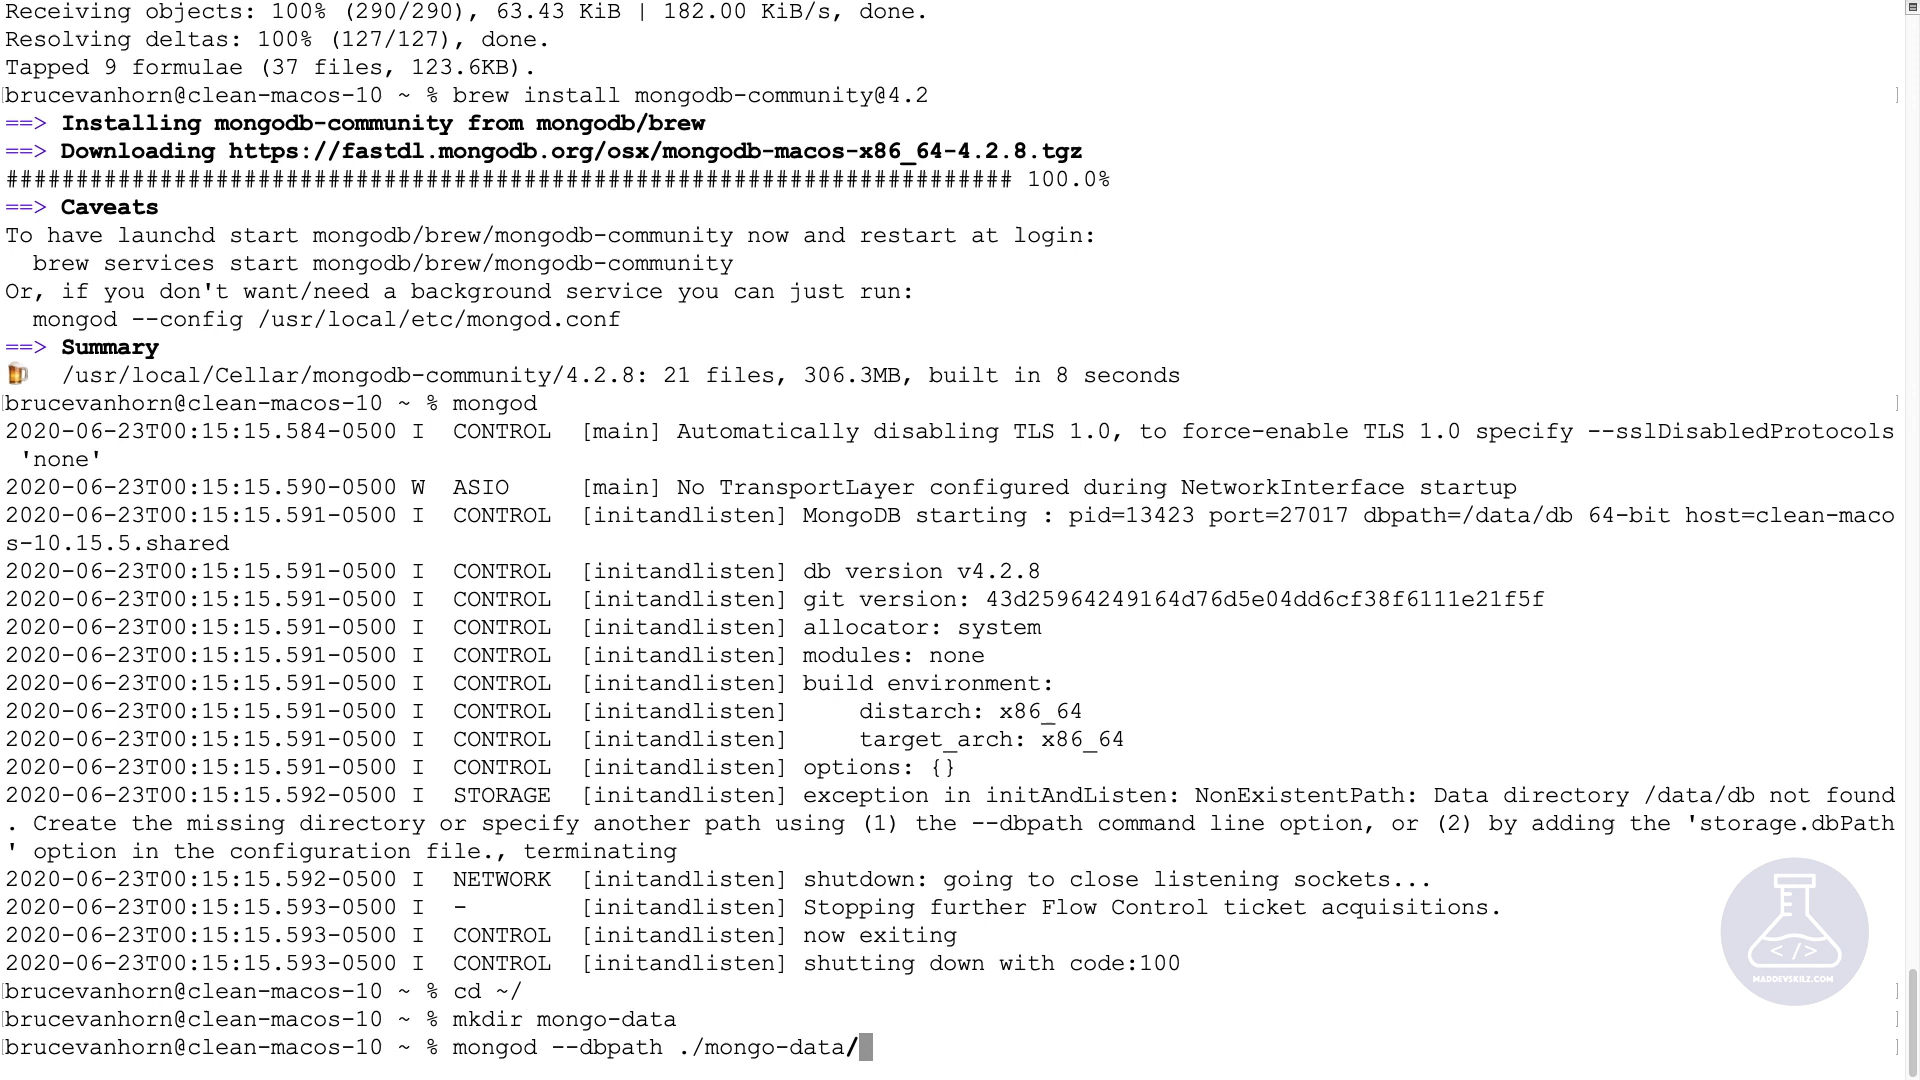 Receiving objects: 100% (290/290), 63.43 KiB | 182.00 KiB/s, done.
Resolving deltas: 100% (127/127), done.
Tapped 9 formulae (37 files, 123.6KB).
brucevanhorn@clean-macos-10 ~ % brew install mongodb-community@4.2
==> Installing mongodb-community from mongodb/brew
==> Downloading https://fastdl.mongodb.org/osx/mongodb-macos-x86_64-4.2.8.tgz
######################################################################## 100.0%
==> Caveats
To have launchd start mongodb/brew/mongodb-community now and restart at login:
  brew services start mongodb/brew/mongodb-community
Or, if you don't want/need a background service you can just run:
  mongod --config /usr/local/etc/mongod.conf
==> Summary
🍺  /usr/local/Cellar/mongodb-community/4.2.8: 21 files, 306.3MB, built in 8 seconds
brucevanhorn@clean-macos-10 ~ % mongod
2020-06-23T00:15:15.584-0500 I  CONTROL  [main] Automatically disabling TLS 1.0, to force-enable TLS 1.0 specify --sslDisabledProtocols
 'none'
2020-06-23T00:15:15.590-0500 W  ASIO     [main] No TransportLayer configured during NetworkInterface startup
2020-06-23T00:15:15.591-0500 I  CONTROL  [initandlisten] MongoDB starting : pid=13423 port=27017 dbpath=/data/db 64-bit host=clean-maco
s-10.15.5.shared
2020-06-23T00:15:15.591-0500 I  CONTROL  [initandlisten] db version v4.2.8
2020-06-23T00:15:15.591-0500 I  CONTROL  [initandlisten] git version: 43d25964249164d76d5e04dd6cf38f6111e21f5f
2020-06-23T00:15:15.591-0500 I  CONTROL  [initandlisten] allocator: system
2020-06-23T00:15:15.591-0500 I  CONTROL  [initandlisten] modules: none
2020-06-23T00:15:15.591-0500 I  CONTROL  [initandlisten] build environment:
2020-06-23T00:15:15.591-0500 I  CONTROL  [initandlisten]     distarch: x86_64
2020-06-23T00:15:15.591-0500 I  CONTROL  [initandlisten]     target_arch: x86_64
2020-06-23T00:15:15.591-0500 I  CONTROL  [initandlisten] options: {}
2020-06-23T00:15:15.592-0500 I  STORAGE  [initandlisten] exception in initAndListen: NonExistentPath: Data directory /data/db not found
. Create the missing directory or specify another path using (1) the --dbpath command line option, or (2) by adding the 'storage.dbPath
' option in the configuration file., terminating
2020-06-23T00:15:15.592-0500 I  NETWORK  [initandlisten] shutdown: going to close listening sockets...
2020-06-23T00:15:15.593-0500 I  -        [initandlisten] Stopping further Flow Control ticket acquisitions.
2020-06-23T00:15:15.593-0500 I  CONTROL  [initandlisten] now exiting
2020-06-23T00:15:15.593-0500 I  CONTROL  [initandlisten] shutting down with code:100
brucevanhorn@clean-macos-10 ~ % cd ~/
brucevanhorn@clean-macos-10 ~ % mkdir mongo-data
brucevanhorn@clean-macos-10 ~ % mongod --dbpath ./mongo-data/
</>
MADDEVSKILZ.COM